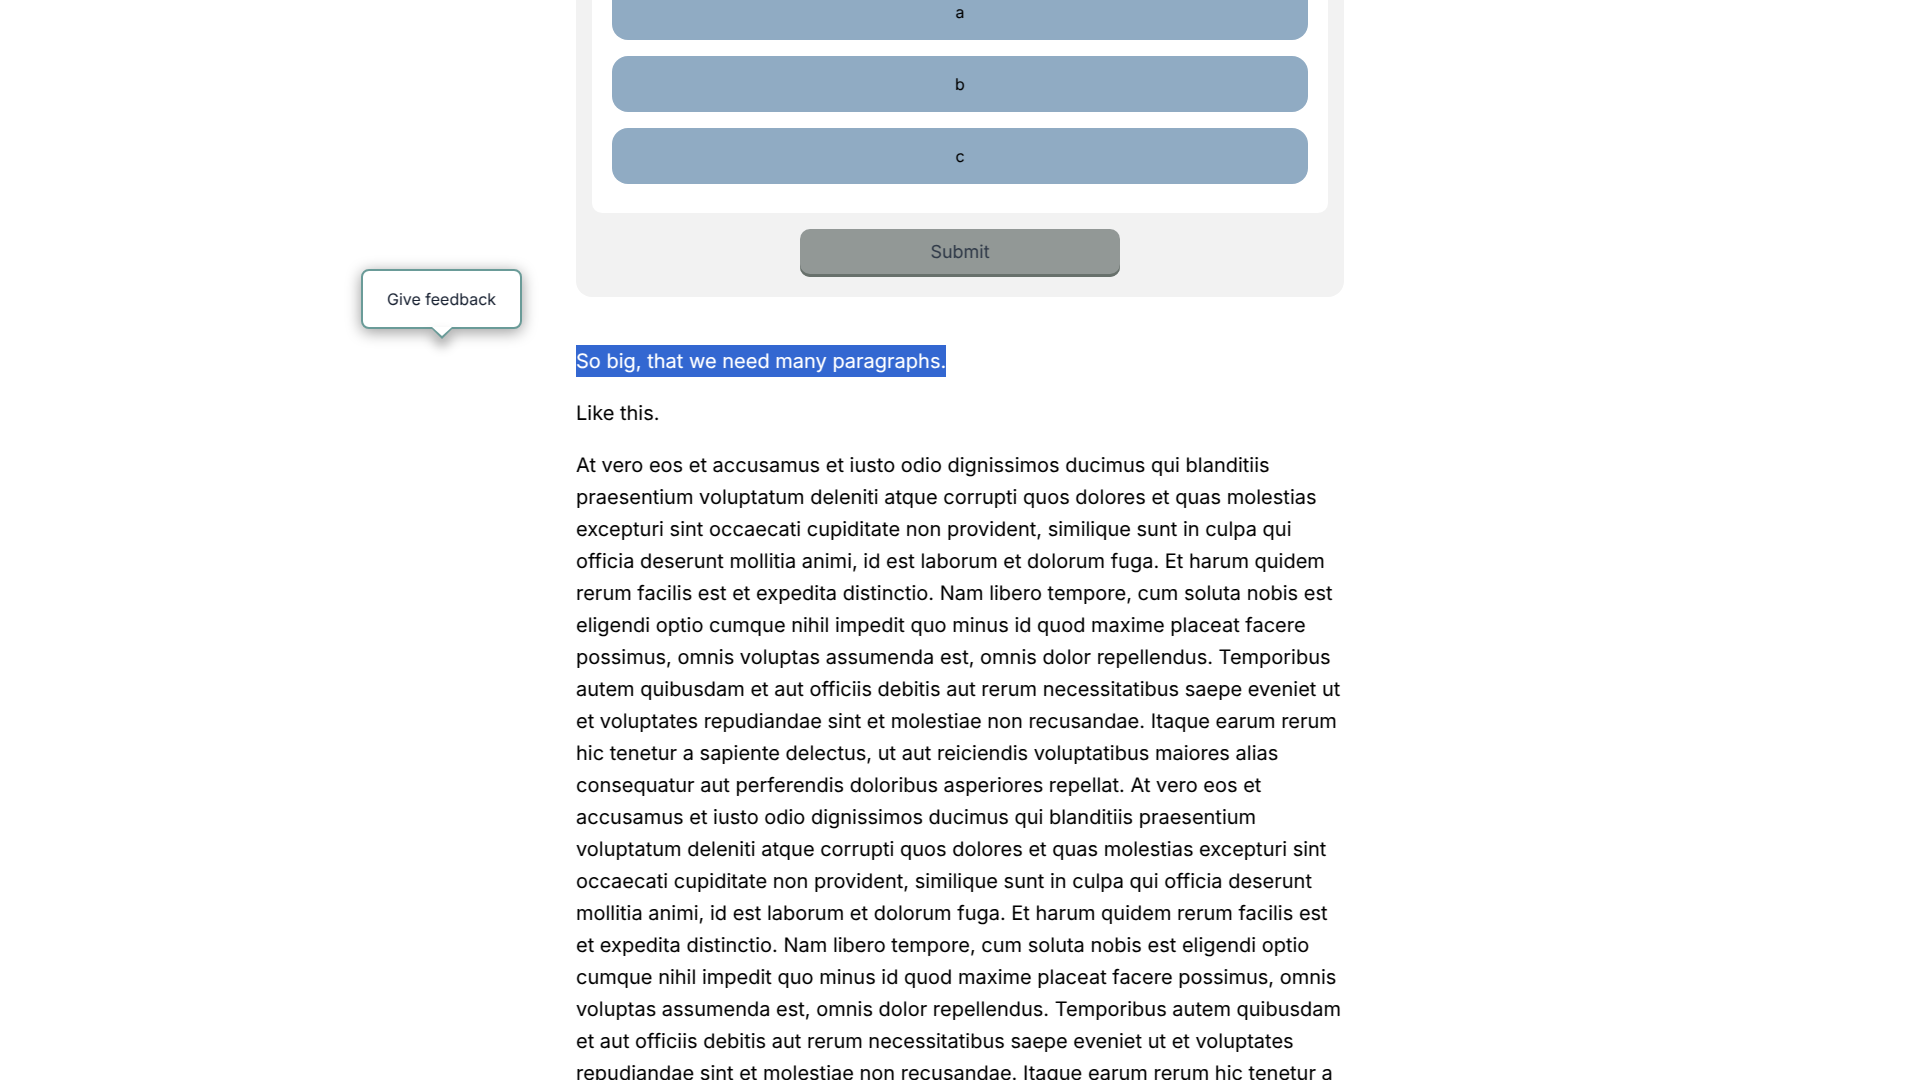 a
b
c
Submit
Give feedback
So big, that we need many paragraphs.
Like this.
At vero eos et accusamus et iusto odio dignissimos ducimus qui blanditiis
praesentium voluptatum deleniti atque corrupti quos dolores et quas molestias
excepturi sint occaecati cupiditate non provident, similique sunt in culpa qui
officia deserunt mollitia animi, id est laborum et dolorum fuga. Et harum quidem
rerum facilis est et expedita distinctio. Nam libero tempore, cum soluta nobis est
eligendi optio cumque nihil impedit quo minus id quod maxime placeat facere
possimus, omnis voluptas assumenda est, omnis dolor repellendus. Temporibus
autem quibusdam et aut officiis debitis aut rerum necessitatibus saepe eveniet ut
et voluptates repudiandae sint et molestiae non recusandae. Itaque earum rerum
hic tenetur a sapiente delectus, ut aut reiciendis voluptatibus maiores alias
consequatur aut perferendis doloribus asperiores repellat. At vero eos et
accusamus et iusto odio dignissimos ducimus qui blanditiis praesentium
voluptatum deleniti atque corrupti quos dolores et quas molestias excepturi sint
occaecati cupiditate non provident, similique sunt in culpa qui officia deserunt
mollitia animi, id est laborum et dolorum fuga. Et harum quidem rerum facilis est
et expedita distinctio. Nam libero tempore, cum soluta nobis est eligendi optio
cumque nihil impedit quo minus id quod maxime placeat facere possimus, omnis
voluptas assumenda est, omnis dolor repellendus. Temporibus autem quibusdam
et aut officiis debitis aut rerum necessitatibus saepe eveniet ut et voluptates
repudiandae sint et molestiae non recusandae. Itaque earum rerum hic tenetur a